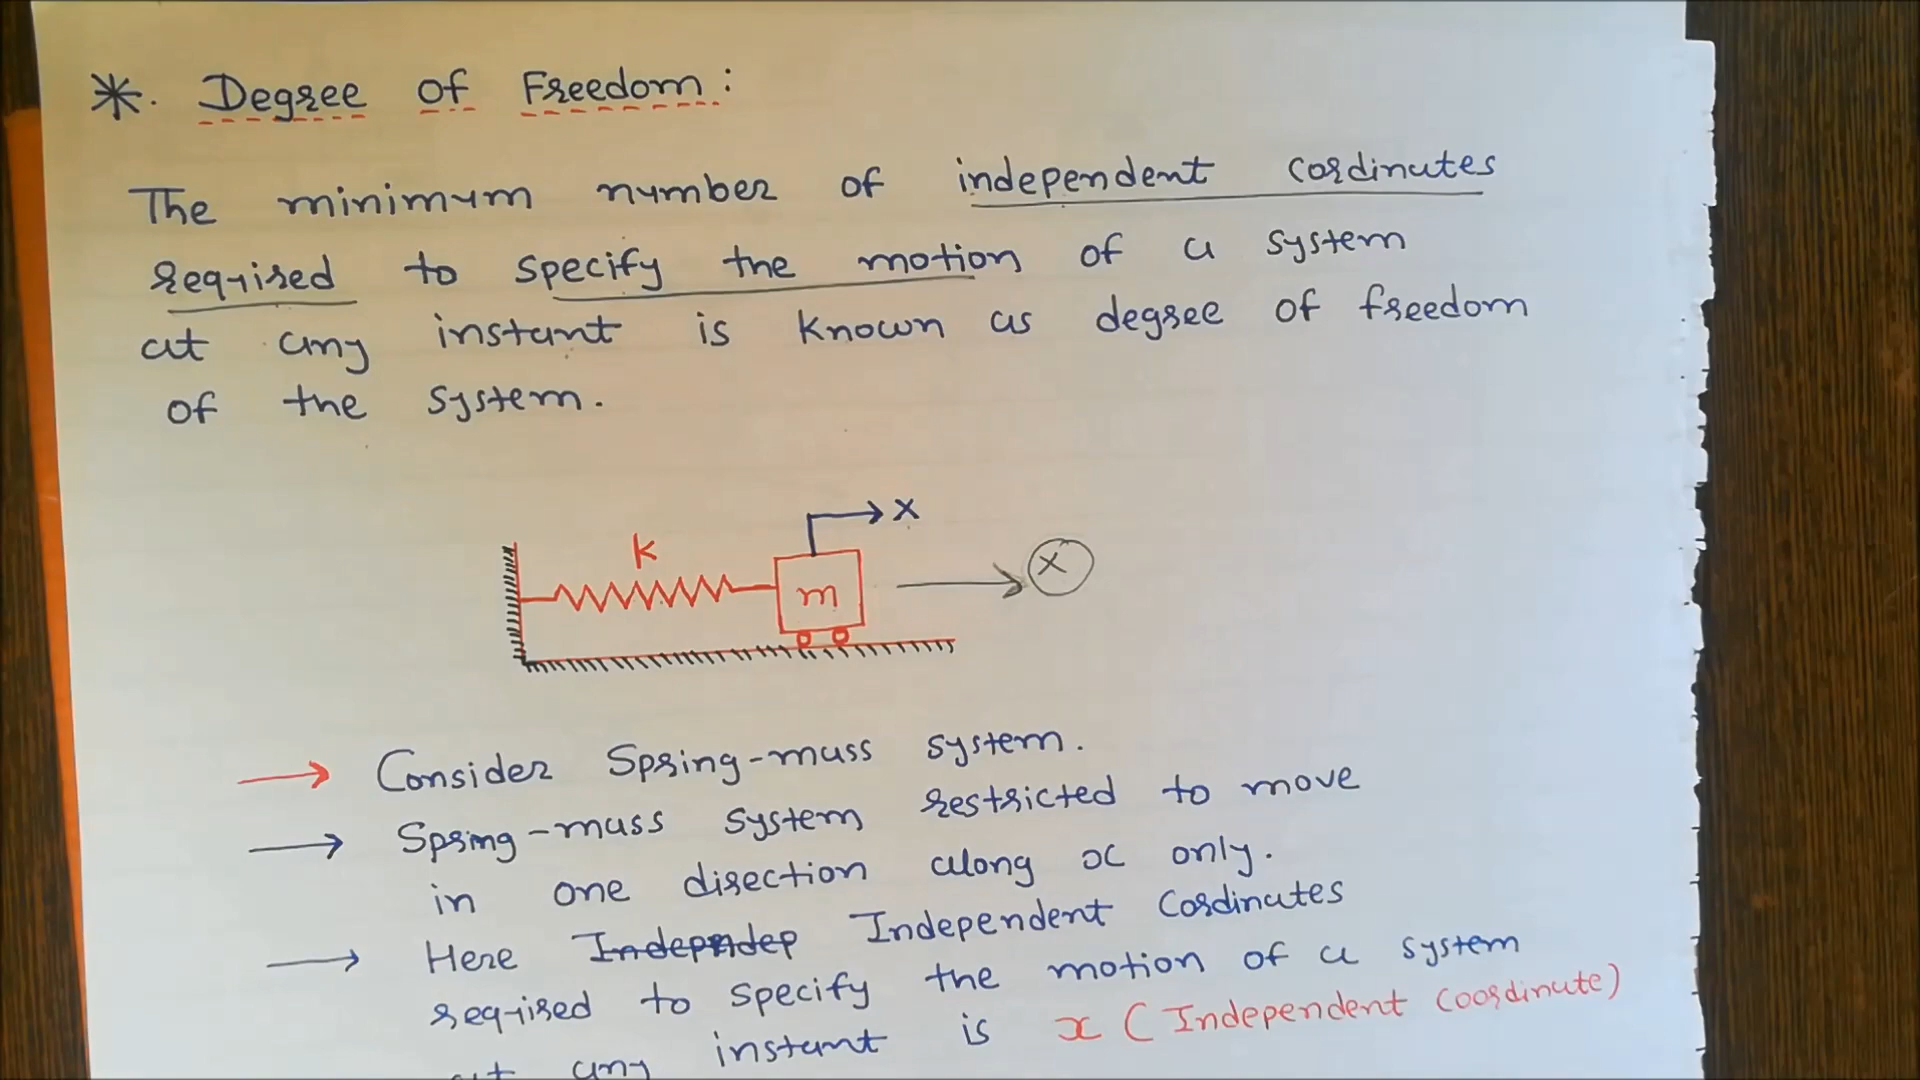 *. Degree of Freedom:
The minimum number of independent cordinates
required to specify the motion of a system
at any instant is known as degree of freedom
of the system.
x
k
m
x
Consider Spring-mass system.
Spring-mass system restricted to move
in one direction along x only.
Here Indepndep Independent Cordinates
required to specify the motion of a system
at any instant is x (Independent Coordinate)